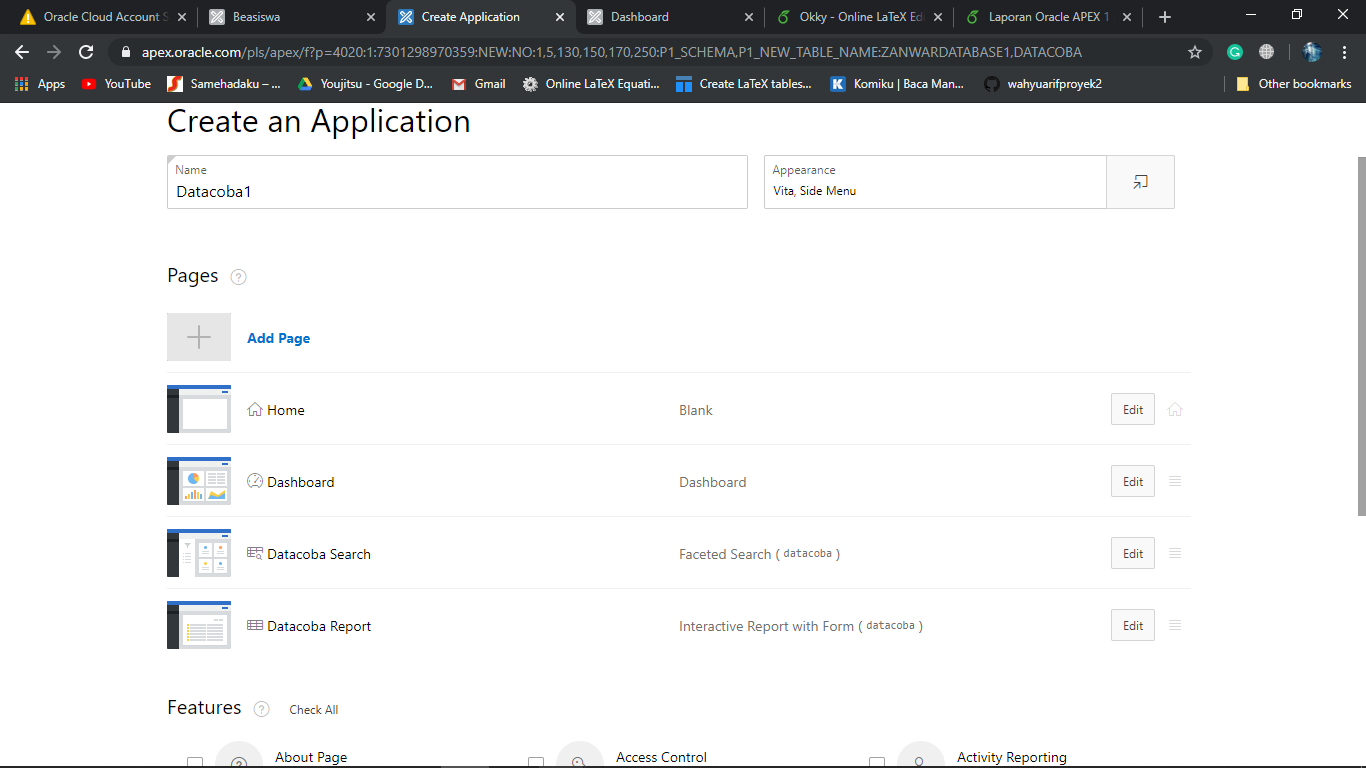 Oracle Cloud Account S
Beasiswa
Create Application
Dashboard
Okky - Online LaTeX Ed
Laporan Oracle APEX 1
apex.oracle.com/pls/apex/f?p=4020:1:7301298970359:NEW:NO:1,5,130,150,170,250:P1_SCHEMA,P1_NEW_TABLE_NAME:ZANWARDATABASE1,DATACOBA
Apps
YouTube
Samehadaku – ...
Youjitsu - Google D...
Gmail
Online LaTeX Equati...
Create LaTeX tables...
Komiku | Baca Man...
wahyuarifproyek2
Other bookmarks
Create an Application
Name
Datacoba1
Appearance
Vita, Side Menu
Pages ?
Add Page
Home Blank Edit
Dashboard Dashboard Edit
Datacoba Search Faceted Search ( datacoba ) Edit
Datacoba Report Interactive Report with Form ( datacoba ) Edit
Features ? Check All
About Page
Access Control
Activity Reporting